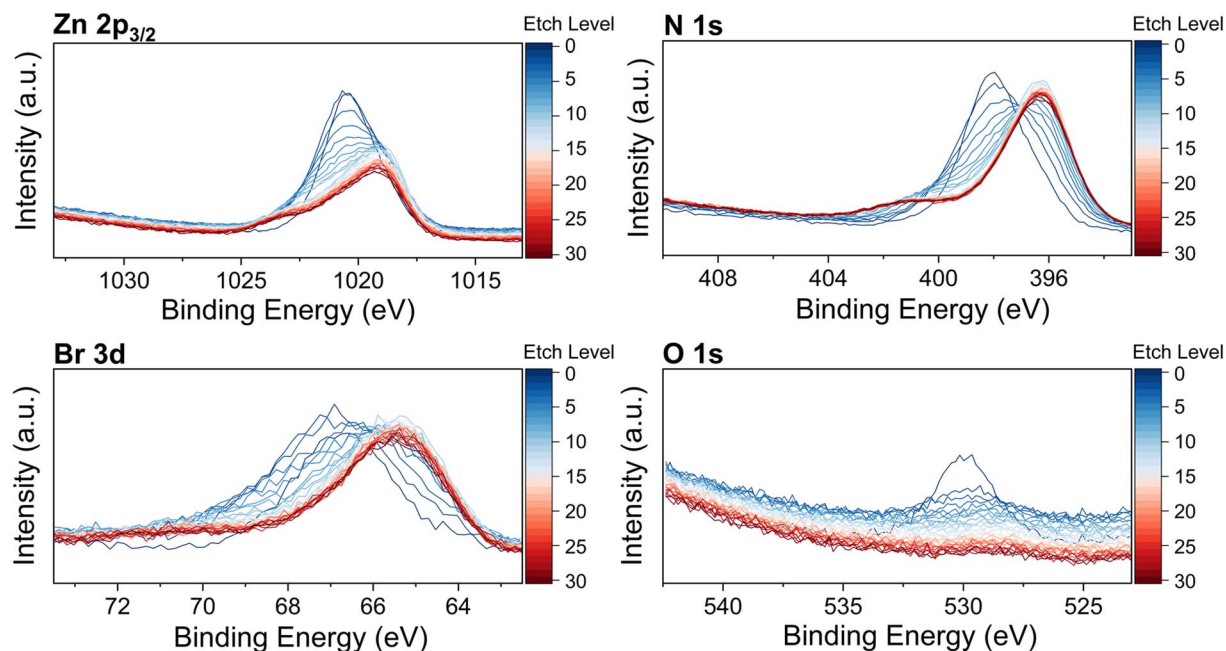 Zn 2p3/2
Etch Level
Intensity (a.u.)
0
5
10
15
20
25
30
1030
1025
1020
1015
Binding Energy (eV)
N 1s
Etch Level
Intensity (a.u.)
0
5
10
15
20
25
30
408
404
400
396
Binding Energy (eV)
Br 3d
Etch Level
Intensity (a.u.)
0
5
10
15
20
25
30
72
70
68
66
64
Binding Energy (eV)
O 1s
Etch Level
Intensity (a.u.)
0
5
10
15
20
25
30
540
535
530
525
Binding Energy (eV)